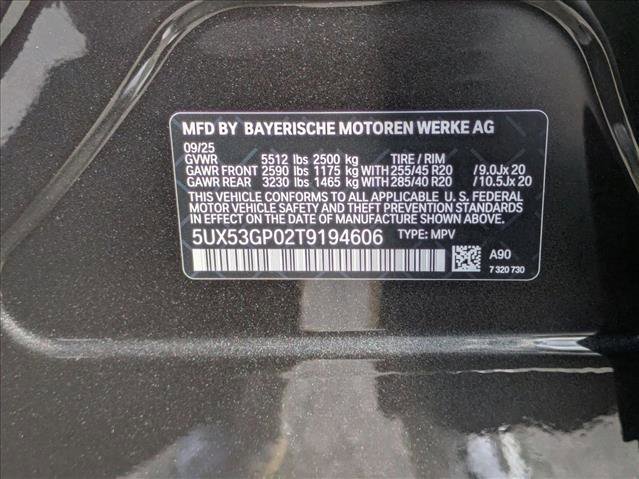 MFD BY BAYERISCHE MOTOREN WERKE AG
09/25
GVWR 5512 lbs 2500 kg TIRE / RIM
GAWR FRONT 2590 lbs 1175 kg WITH 255/45 R20 /9.0Jx 20
GAWR REAR 3230 lbs 1465 kg WITH 285/40 R20 /10.5Jx 20
THIS VEHICLE CONFORMS TO ALL APPLICABLE U. S. FEDERAL
MOTOR VEHICLE SAFETY AND THEFT PREVENTION STANDARDS
IN EFFECT ON THE DATE OF MANUFACTURE SHOWN ABOVE.
5UX53GP02T9194606 TYPE: MPV
A90
7 320 730